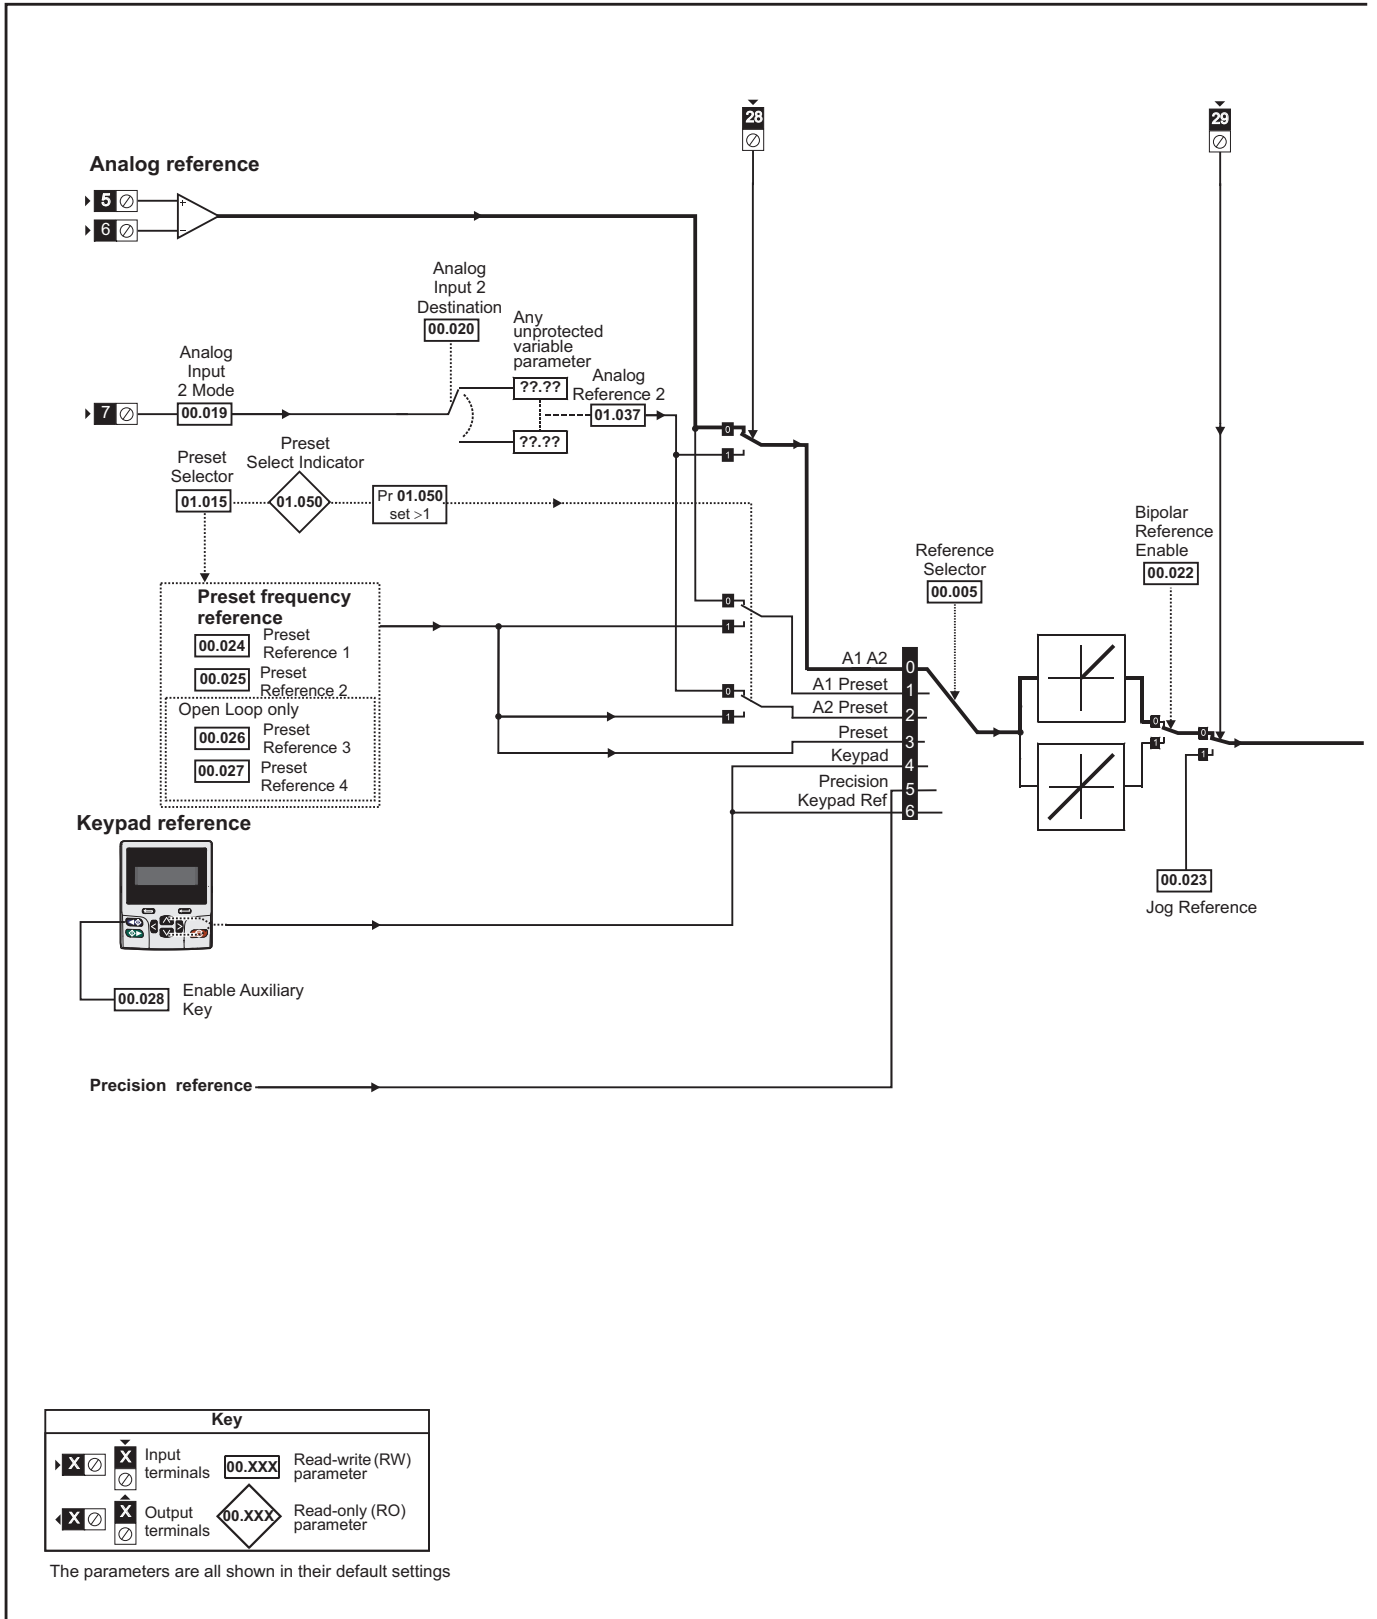 28
29
Analog reference
5
6
+
−
Analog
Input 2
Destination
00.020
Any
unprotected
variable
parameter
??.??
??.??
Analog
Reference 2
01.037
Analog
Input
2 Mode
7
00.019
0
1
Preset
Selector
01.015
Preset
Select Indicator
01.050
Pr 01.050
set >1
Bipolar
Reference
Enable
00.022
Reference
Selector
00.005
Preset frequency
reference
00.024
Preset
Reference 1
00.025
Preset
Reference 2
Open Loop only
00.026
Preset
Reference 3
00.027
Preset
Reference 4
0
1
0
1
A1 A2
0
A1 Preset
1
A2 Preset
2
Preset
3
Keypad
4
Precision
5
Keypad Ref
6
0
1
0
1
00.023
Jog Reference
Keypad reference
00.028
Enable Auxiliary
Key
Precision reference
Key
X
X
Input
terminals
00.XXX
Read-write (RW)
parameter
X
X
Output
terminals
00.XXX
Read-only (RO)
parameter
The parameters are all shown in their default settings